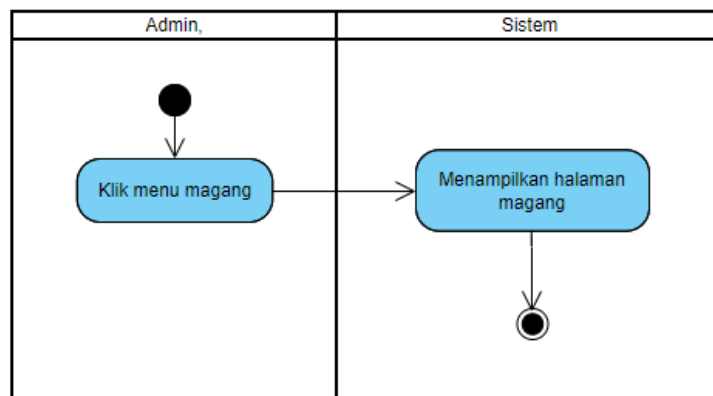 Admin,
Sistem
Klik menu magang
Menampilkan halaman
magang